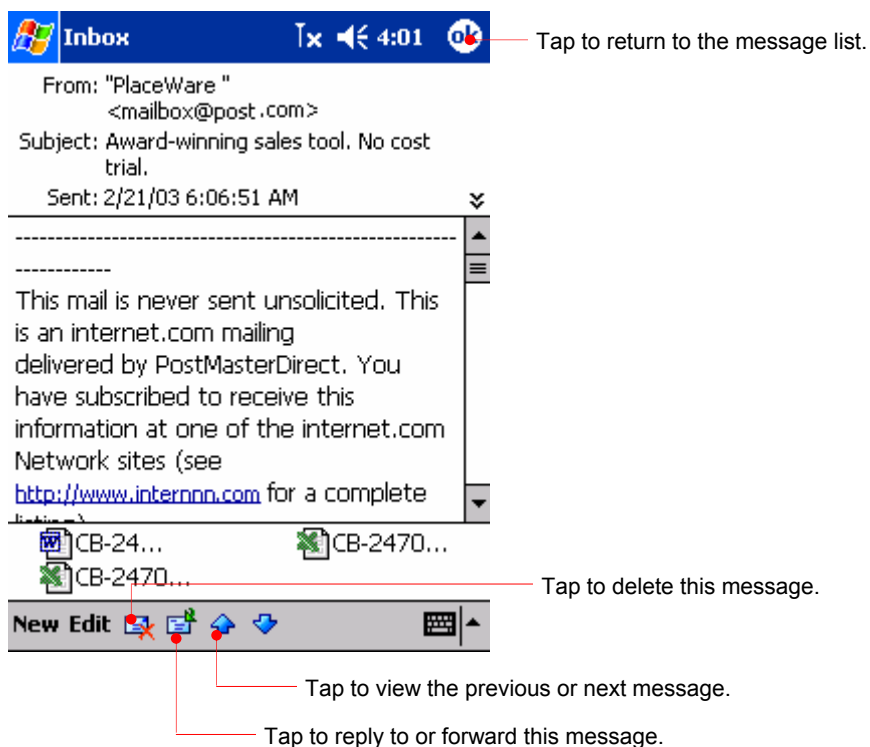 Inbox 4:01 ok
Tap to return to the message list.
From: "PlaceWare "
<mailbox@post.com>
Subject: Award-winning sales tool. No cost
trial.
Sent: 2/21/03 6:06:51 AM
-------------------------------------------------------
------------
This mail is never sent unsolicited. This
is an internet.com mailing
delivered by PostMasterDirect. You
have subscribed to receive this
information at one of the internet.com
Network sites (see
http://www.internnn.com for a complete
CB-24... CB-2470...
CB-2470...
Tap to delete this message.
New Edit
Tap to view the previous or next message.
Tap to reply to or forward this message.